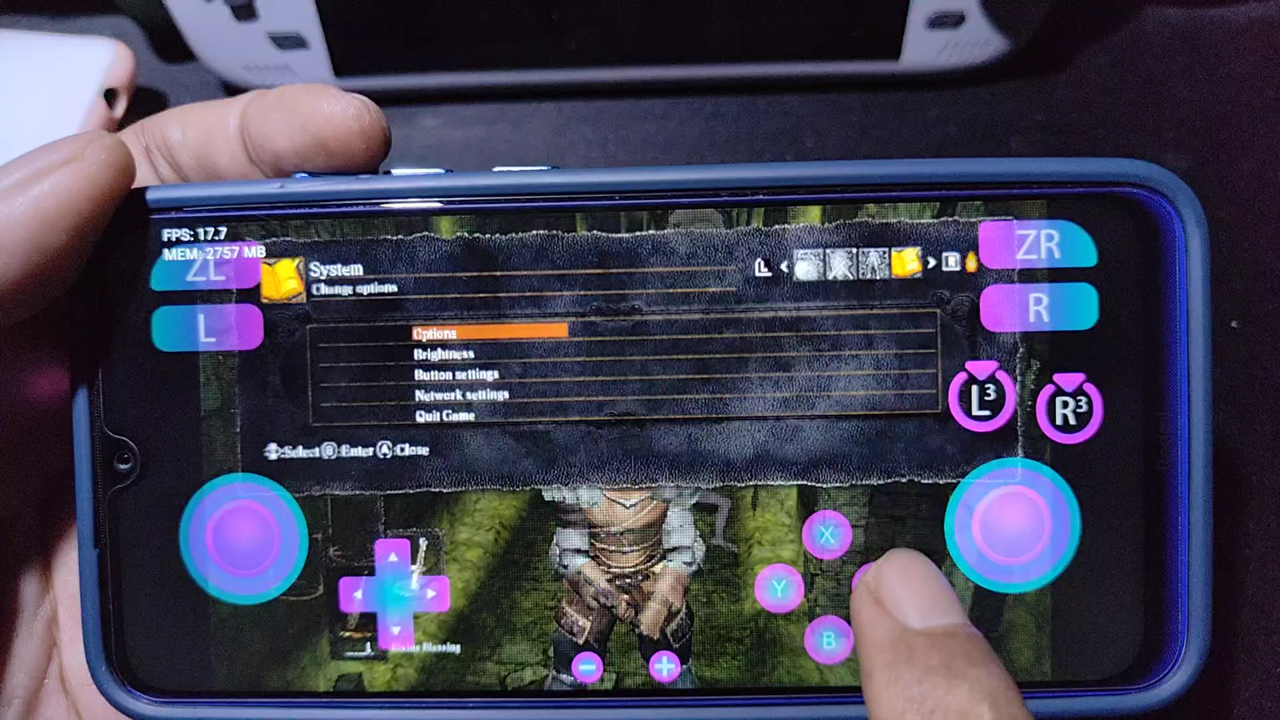 FPS: 17.7
MEM: 2757 MB
ZL
ZR
System
Change options
L
R
L
R
Options
Brightness
Button settings
Network settings
Quit Game
L3
R3
:Select B:Enter A:Close
X
Y
B
Blessing